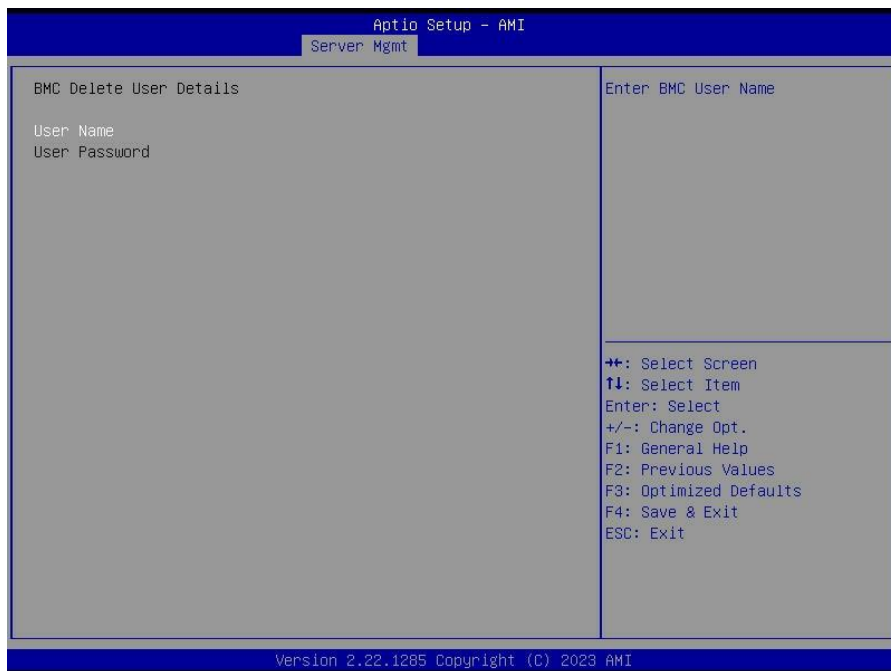 Aptio Setup – AMI
Server Mgmt
BMC Delete User Details
User Name
User Password
Enter BMC User Name
→←: Select Screen
↑↓: Select Item
Enter: Select
+/-: Change Opt.
F1: General Help
F2: Previous Values
F3: Optimized Defaults
F4: Save & Exit
ESC: Exit
Version 2.22.1285 Copyright (C) 2023 AMI